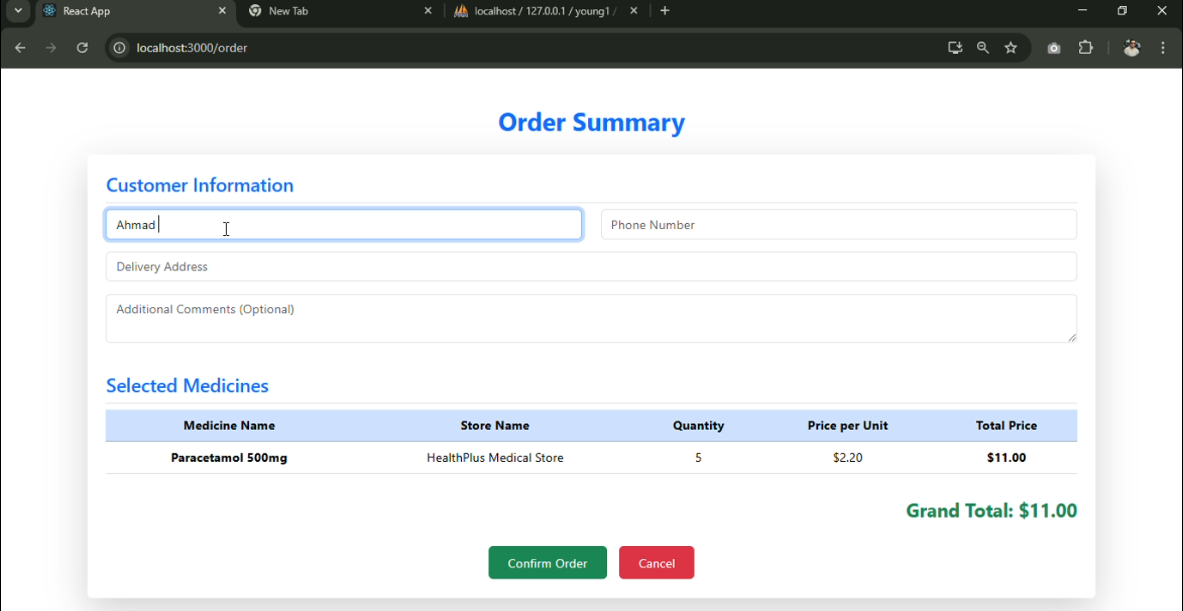 React App
New Tab
localhost / 127.0.0.1 / young1 /
localhost:3000/order
Order Summary
Customer Information
Ahmad
Phone Number
Delivery Address
Additional Comments (Optional)
Selected Medicines
Medicine Name Store Name Quantity Price per Unit Total Price
Paracetamol 500mg HealthPlus Medical Store 5 $2.20 $11.00
Grand Total: $11.00
Confirm Order Cancel